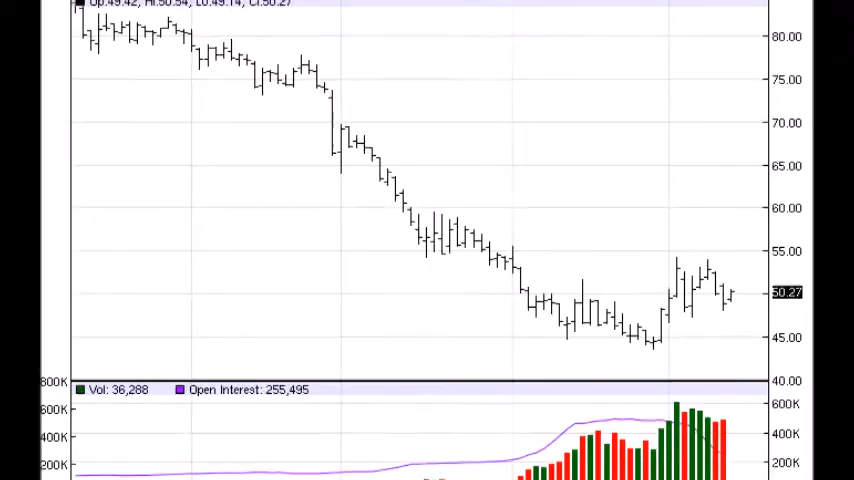 Op:49.42, Hi:50.54, Lo:49.14, Cl:50.27
80.00
75.00
70.00
65.00
60.00
55.00
50.27
45.00
40.00
800K Vol: 36,288 Open Interest: 255,495
600K 600K
400K 400K
200K 200K